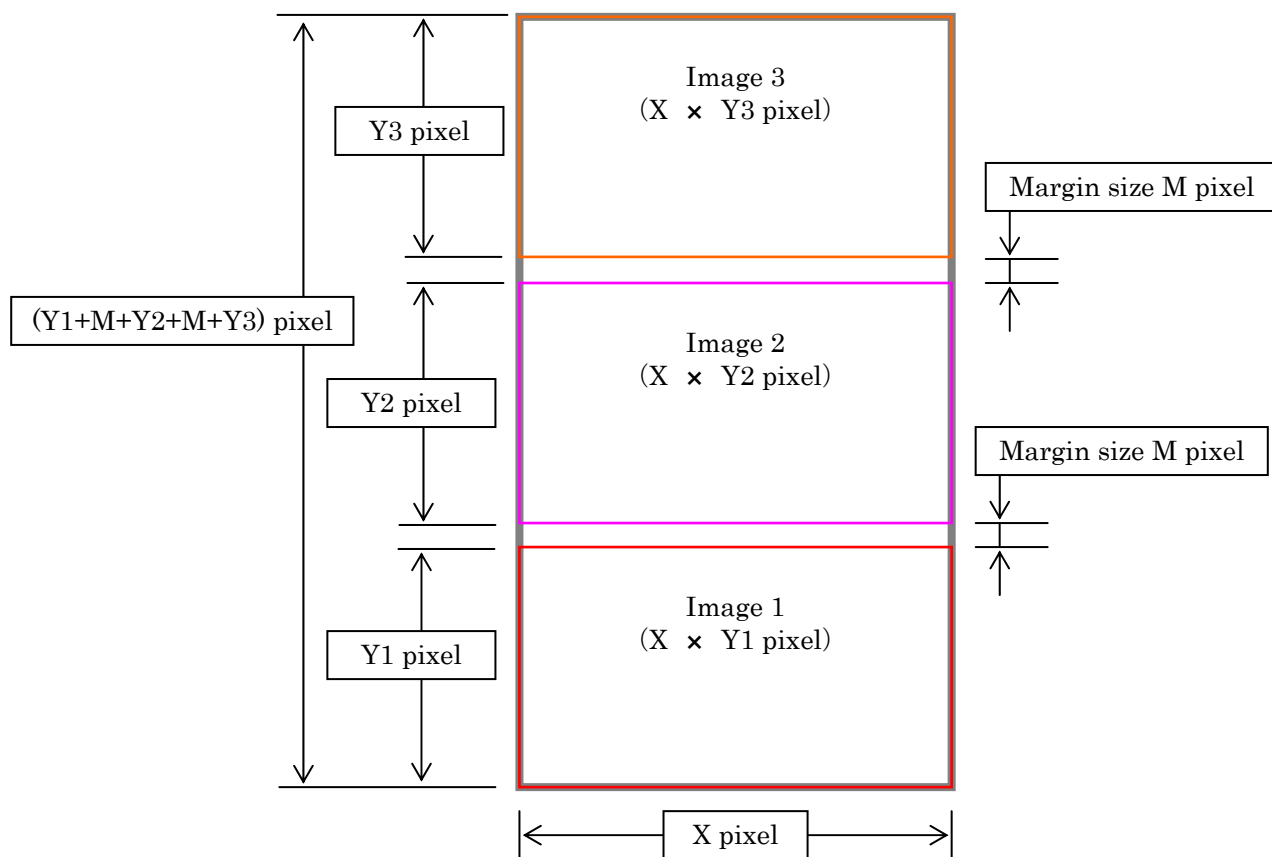 Image 3
(X × Y3 pixel)
Y3 pixel
Margin size M pixel
(Y1+M+Y2+M+Y3) pixel
Image 2
(X × Y2 pixel)
Y2 pixel
Margin size M pixel
Image 1
(X × Y1 pixel)
Y1 pixel
X pixel